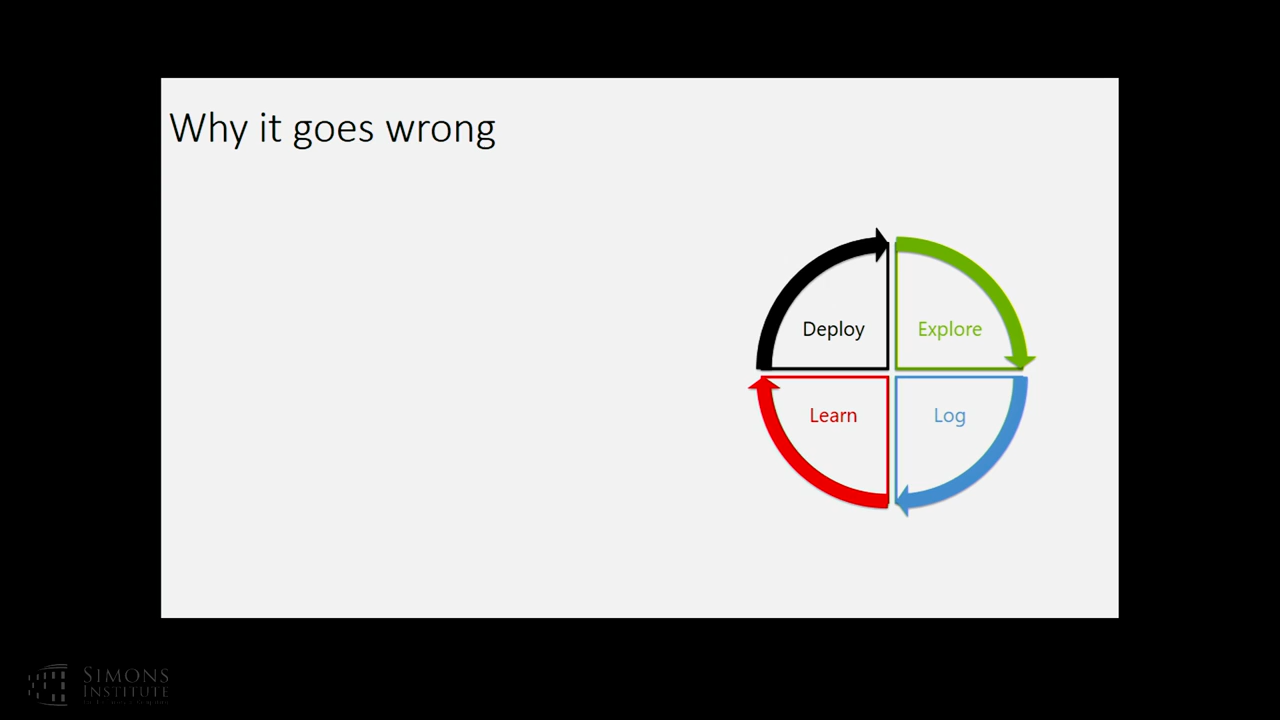 Why it goes wrong
Deploy
Explore
Learn
Log
SIMONS
INSTITUTE